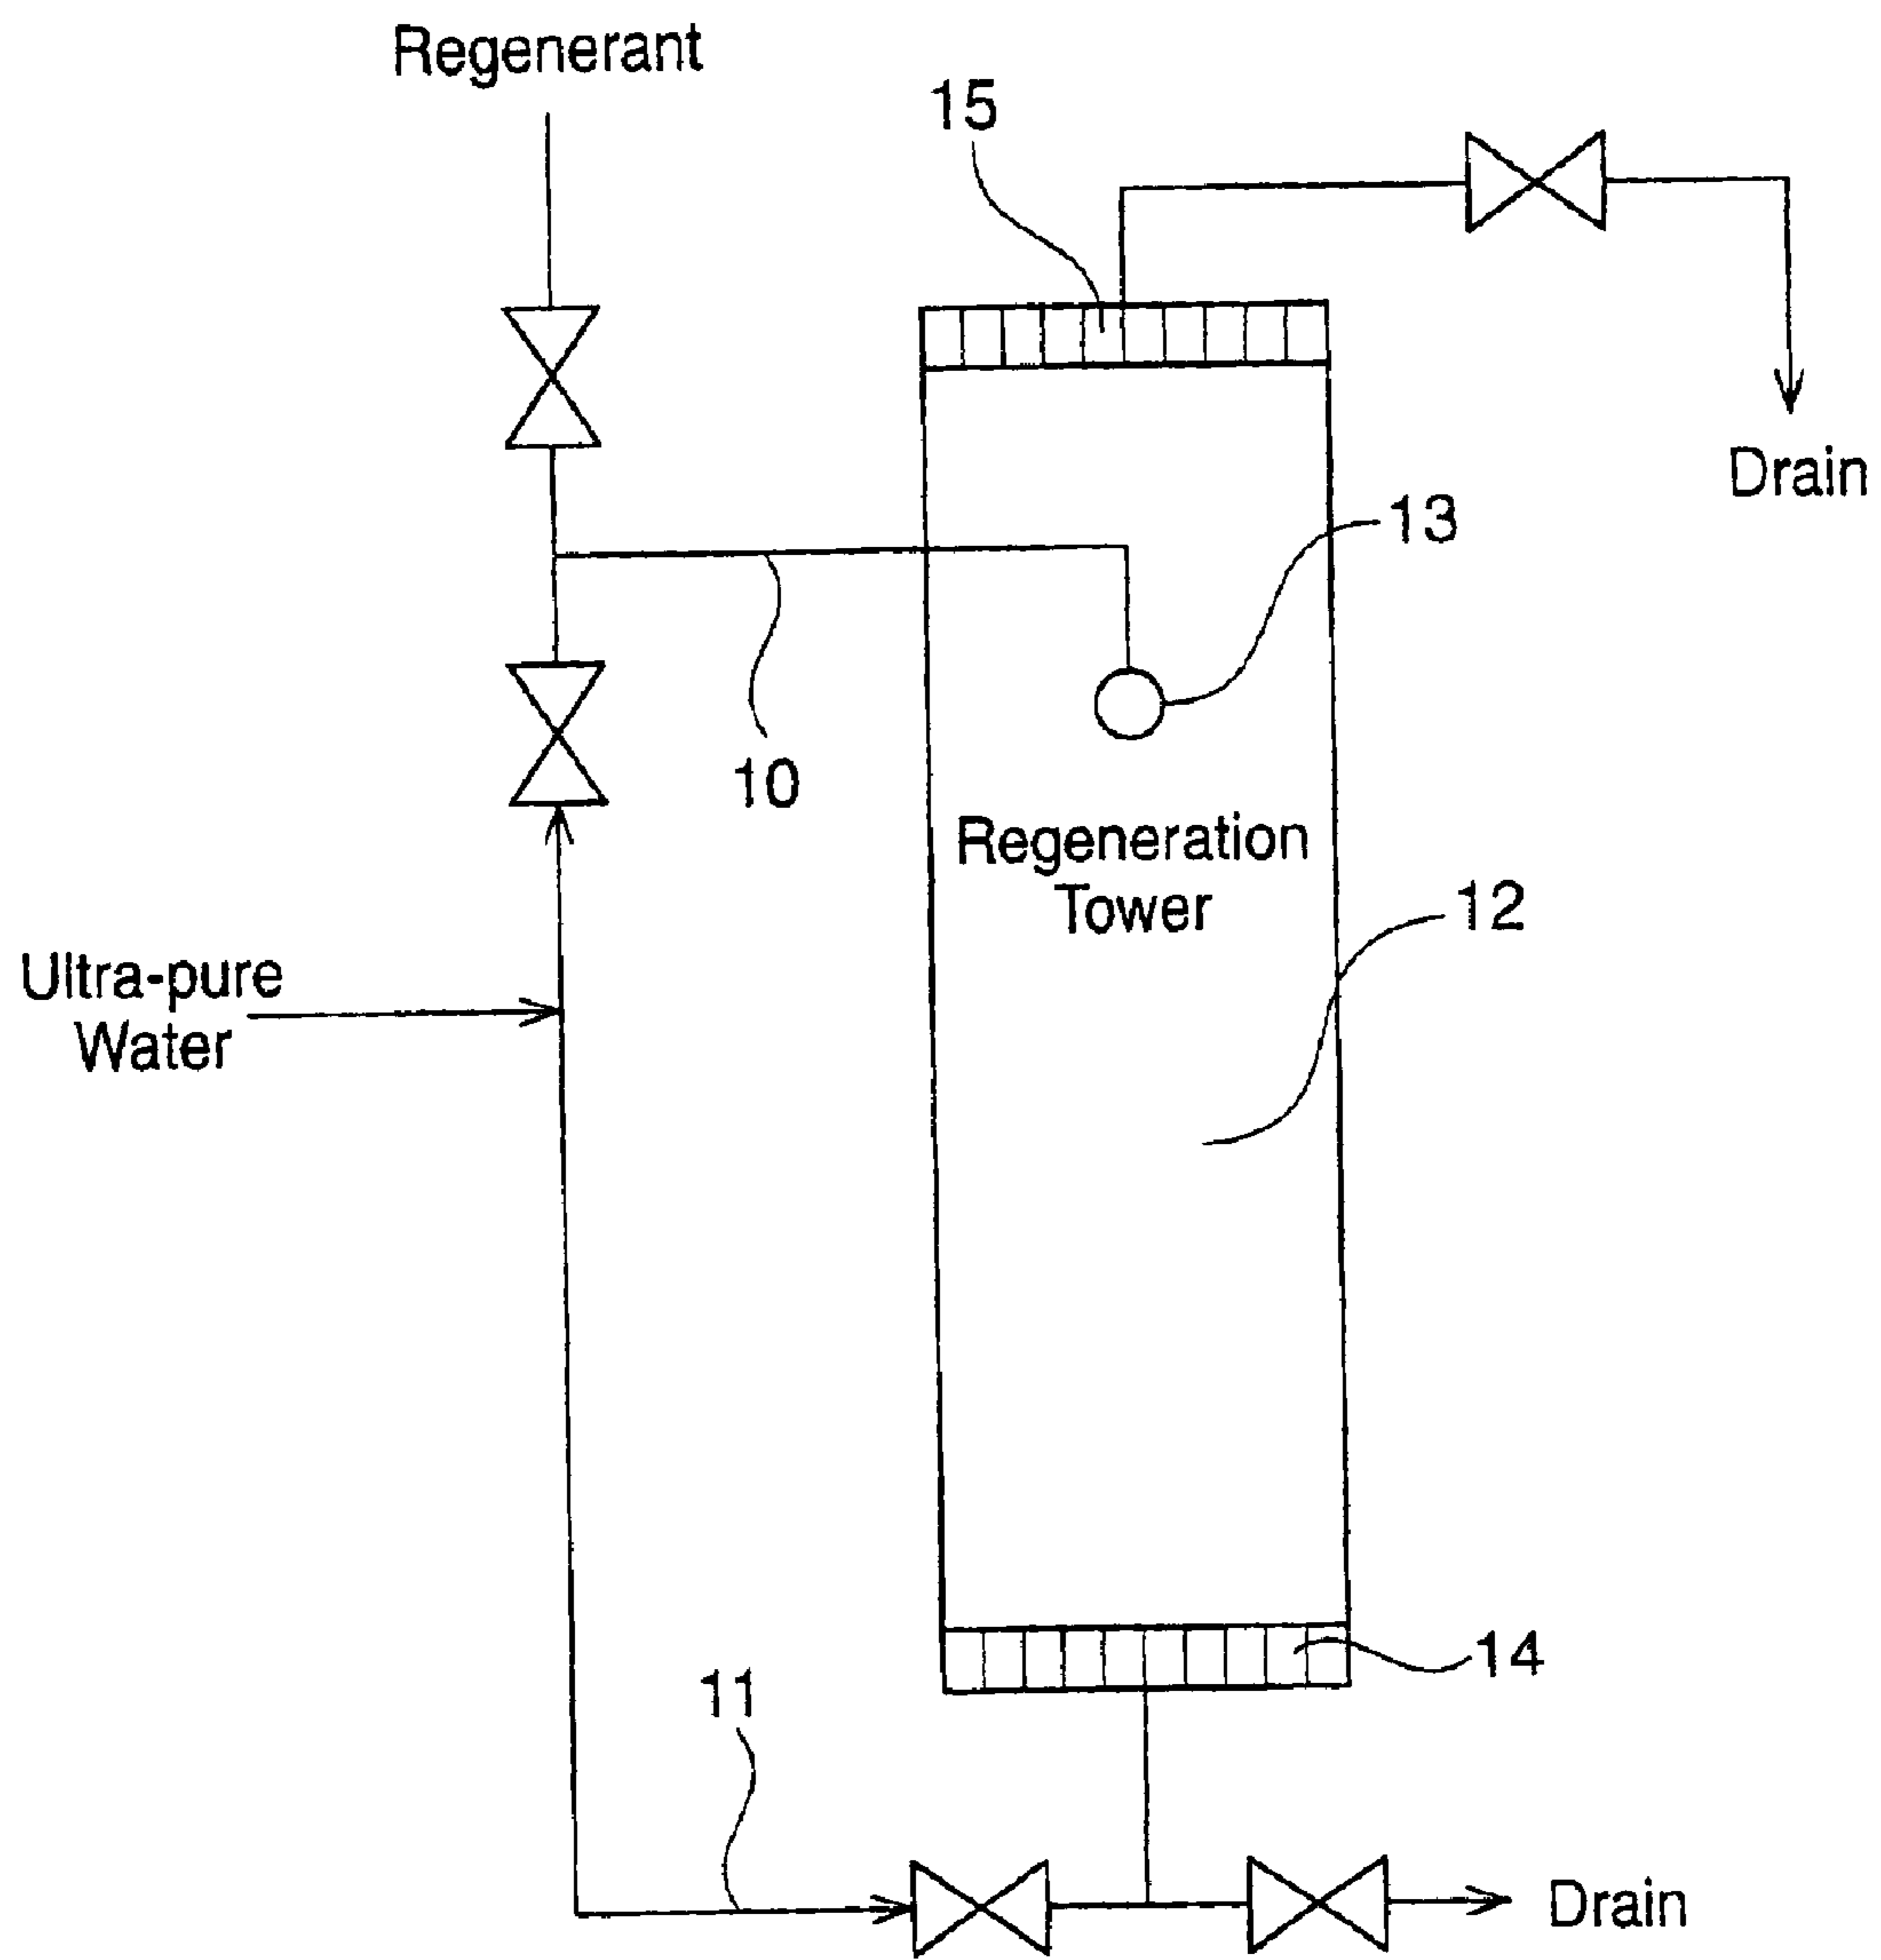 Regenerant
15
Drain
13
10
Regeneration
Tower
12
Ultra-pure
Water
14
11
Drain